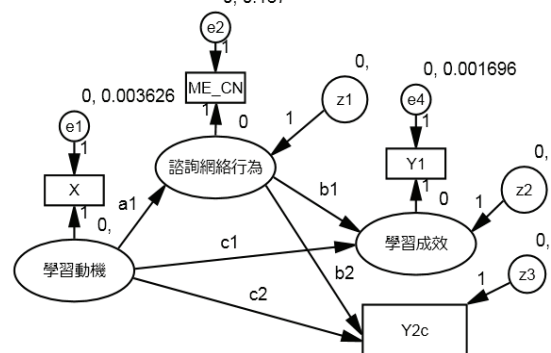 e2
1
ME_CN
1
0
0,
z1
1
0, 0.001696
e4
1
Y1
1
0
0,
z2
1
0, 0.003626
e1
1
X
1
0,
諮詢網絡行為
a1
b1
c1
b2
c2
學習動機
學習成效
0,
z3
1
Y2c